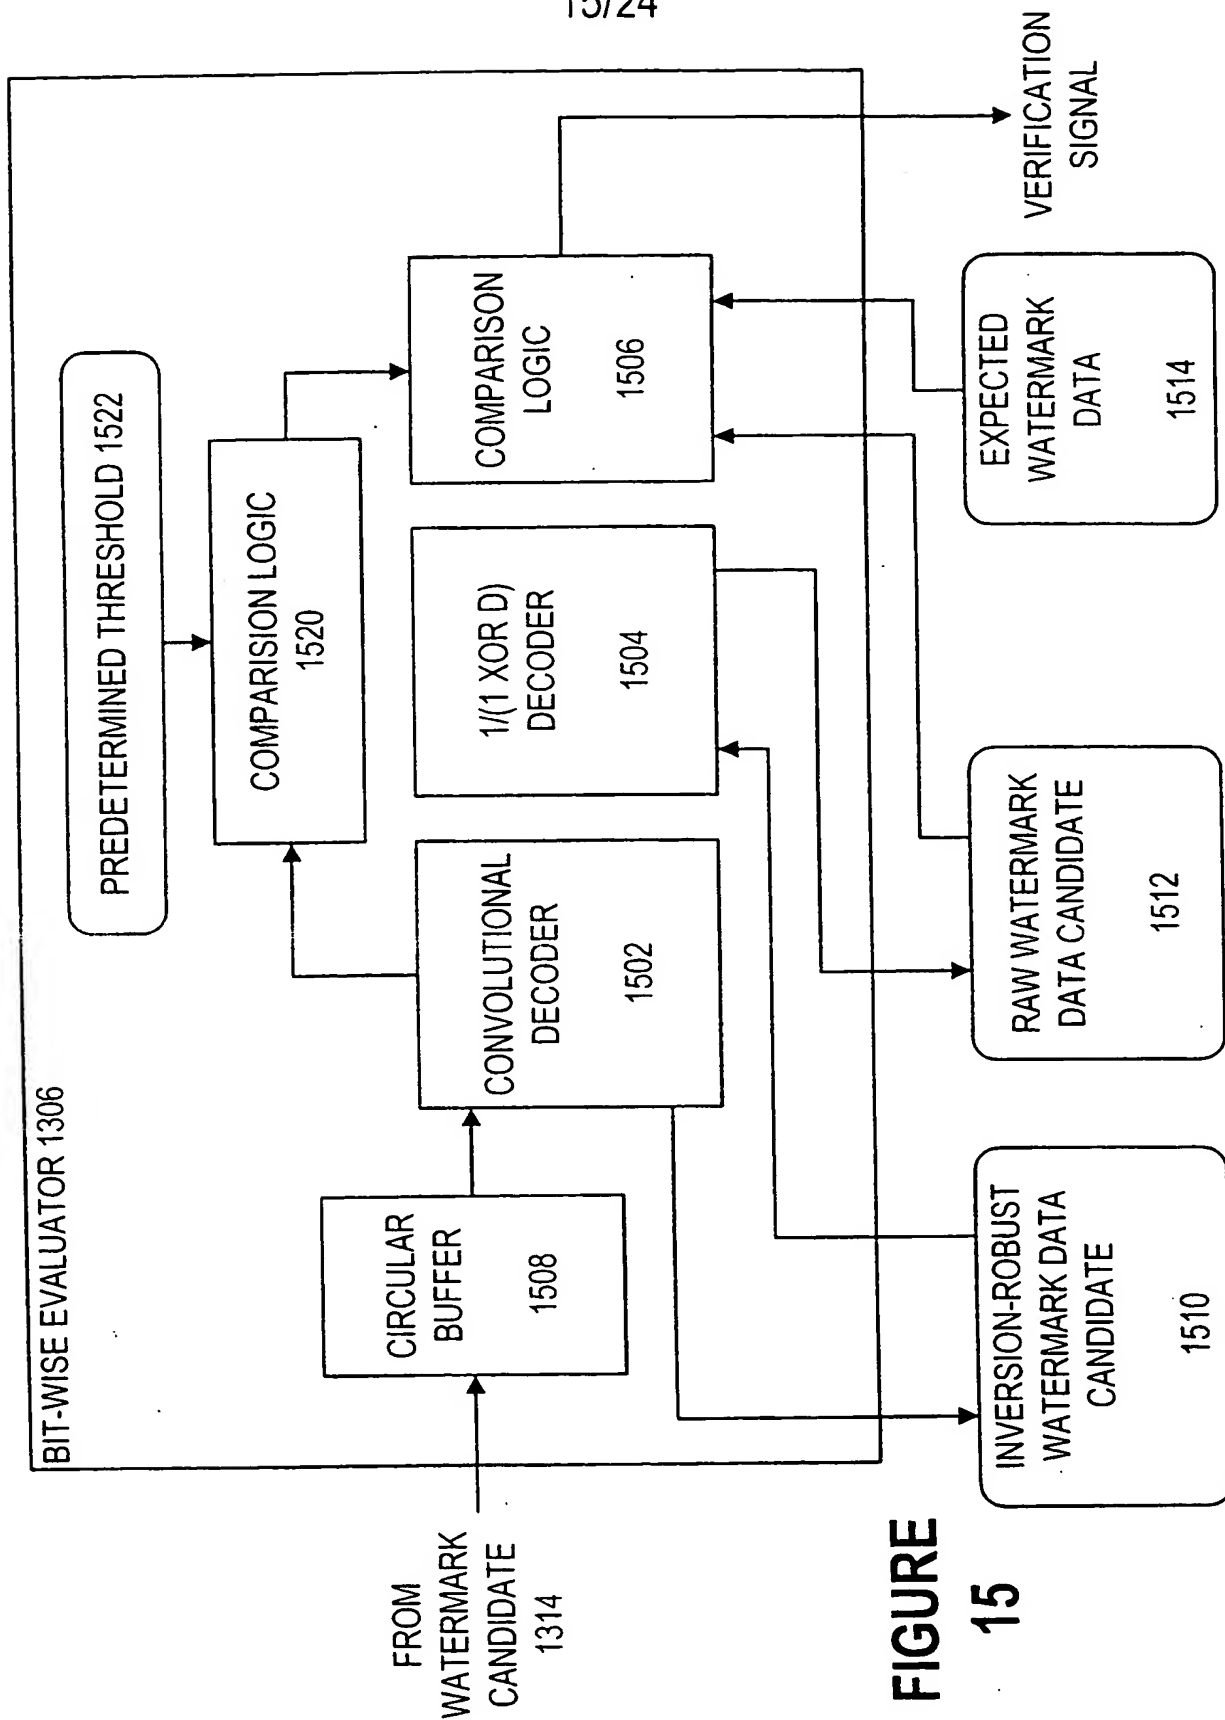 15/24
BIT-WISE EVALUATOR 1306
PREDETERMINED THRESHOLD 1522
COMPARISION LOGIC
1520
FROM
WATERMARK
CANDIDATE
1314
CIRCULAR
BUFFER
1508
CONVOLUTIONAL
DECODER
1502
1/(1 XOR D)
DECODER
1504
COMPARISON
LOGIC
1506
INVERSION-ROBUST
WATERMARK DATA
CANDIDATE
1510
RAW WATERMARK
DATA CANDIDATE
1512
EXPECTED
WATERMARK
DATA
1514
VERIFICATION
SIGNAL
FIGURE
15